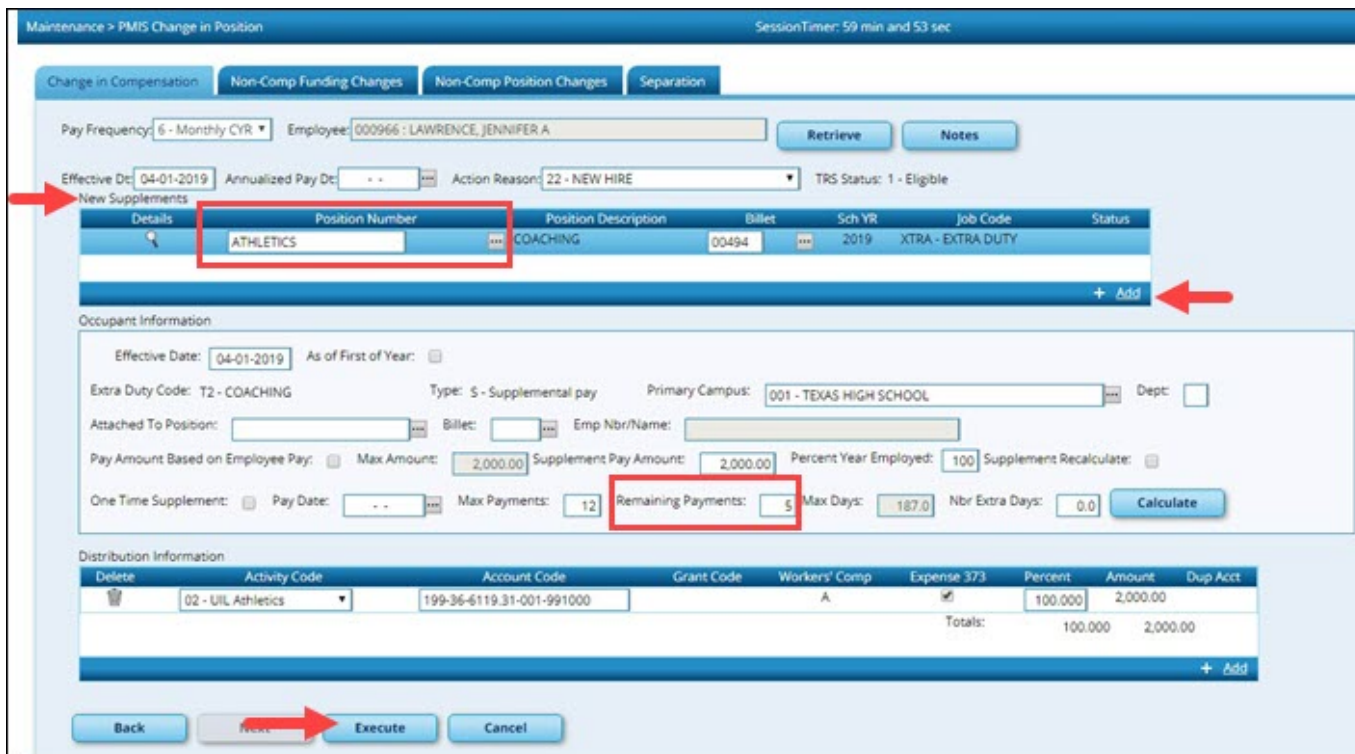 Maintenance > PMIS Change in Position SessionTimer: 59 min and 53 sec
Change in Compensation Non-Comp Funding Changes Non-Comp Position Changes Separation
Pay Frequency: 6 - Monthly CYR Employee: 000966 : LAWRENCE, JENNIFER A Retrieve Notes
Effective Dt: 04-01-2019 Annualized Pay Dt: - - ... Action Reason: 22 - NEW HIRE TRS Status: 1 - Eligible
New Supplements
Details Position Number Position Description Billet Sch YR Job Code Status
ATHLETICS ... COACHING 00494 ... 2019 XTRA - EXTRA DUTY
+ Add
Occupant Information
Effective Date: 04-01-2019 As of First of Year:
Extra Duty Code: T2 - COACHING Type: S - Supplemental pay Primary Campus: 001 - TEXAS HIGH SCHOOL ... Dept:
Attached To Position: ... Billet: ... Emp Nbr/Name:
Pay Amount Based on Employee Pay: Max Amount: 2,000.00 Supplement Pay Amount: 2,000.00 Percent Year Employed: 100 Supplement Recalculate:
One Time Supplement: Pay Date: - - ... Max Payments: 12 Remaining Payments: 5 Max Days: 187.0 Nbr Extra Days: 0.0 Calculate
Distribution Information
Delete Activity Code Account Code Grant Code Workers' Comp Expense 373 Percent Amount Dup Acct
02 - UIL Athletics 199-36-6119.31-001-991000 A 100.000 2,000.00
Totals: 100.000 2,000.00
+ Add
Back Next Execute Cancel